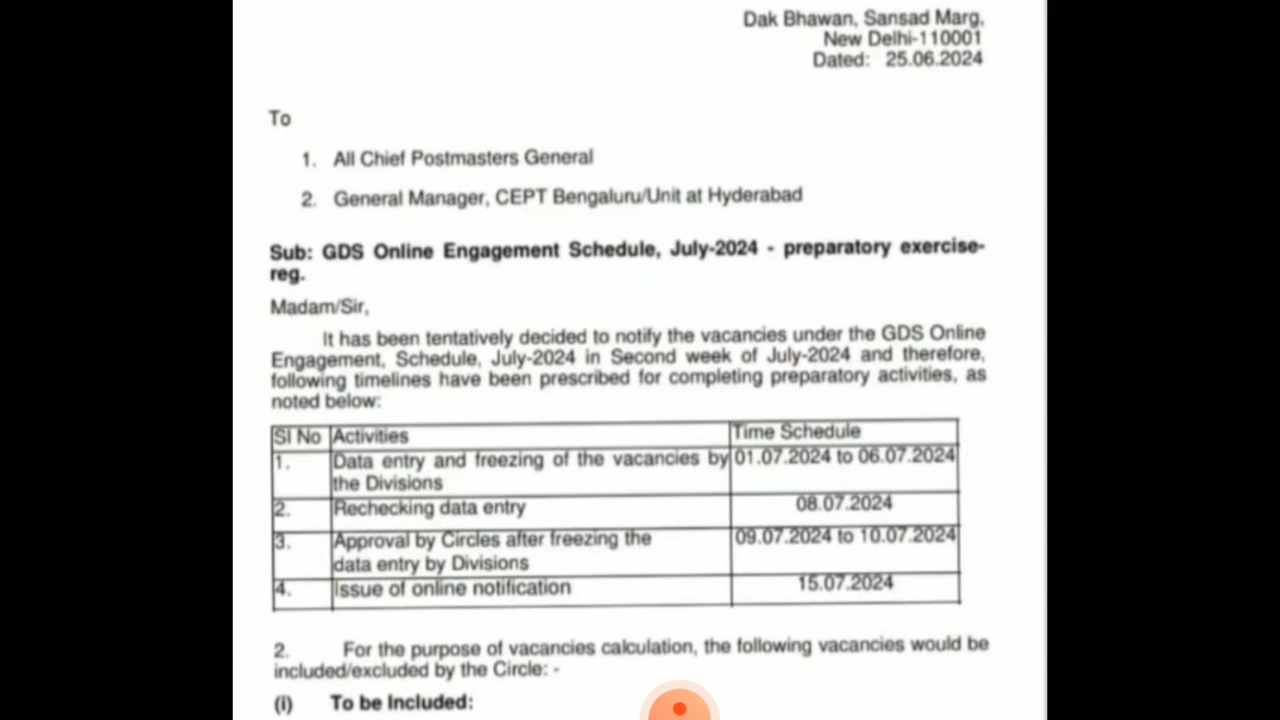 Dak Bhawan, Sansad Marg,
New Delhi-110001
Dated: 25.06.2024
To
1. All Chief Postmasters General
2. General Manager, CEPT Bengaluru/Unit at Hyderabad
Sub: GDS Online Engagement Schedule, July-2024 - preparatory exercise-
reg.
Madam/Sir,
It has been tentatively decided to notify the vacancies under the GDS Online
Engagement, Schedule, July-2024 in Second week of July-2024 and therefore,
following timelines have been prescribed for completing preparatory activities, as
noted below:
Sl No Activities Time Schedule
1. Data entry and freezing of the vacancies by 01.07.2024 to 06.07.2024
the Divisions
2. Rechecking data entry 08.07.2024
3. Approval by Circles after freezing the 09.07.2024 to 10.07.2024
data entry by Divisions
4. Issue of online notification 15.07.2024
2. For the purpose of vacancies calculation, the following vacancies would be
included/excluded by the Circle: -
(i) To be Included: